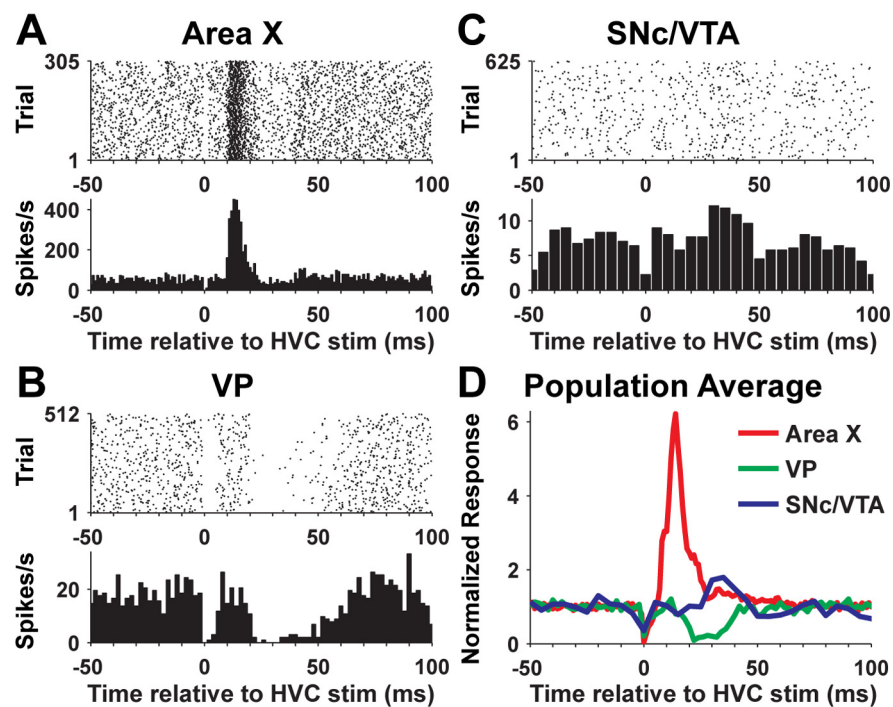 A Area X
305
Trial
1
-50 0 50 100
400
Spikes/s
200
0
-50 0 50 100
Time relative to HVC stim (ms)
B VP
512
Trial
1
-50 0 50 100
20
Spikes/s
0
-50 0 50 100
Time relative to HVC stim (ms)
C SNc/VTA
625
Trial
1
-50 0 50 100
10
Spikes/s
5
0
-50 0 50 100
Time relative to HVC stim (ms)
D Population Average
6
Area X
VP
4
SNc/VTA
Normalized Response
2
0
-50 0 50 100
Time relative to HVC stim (ms)